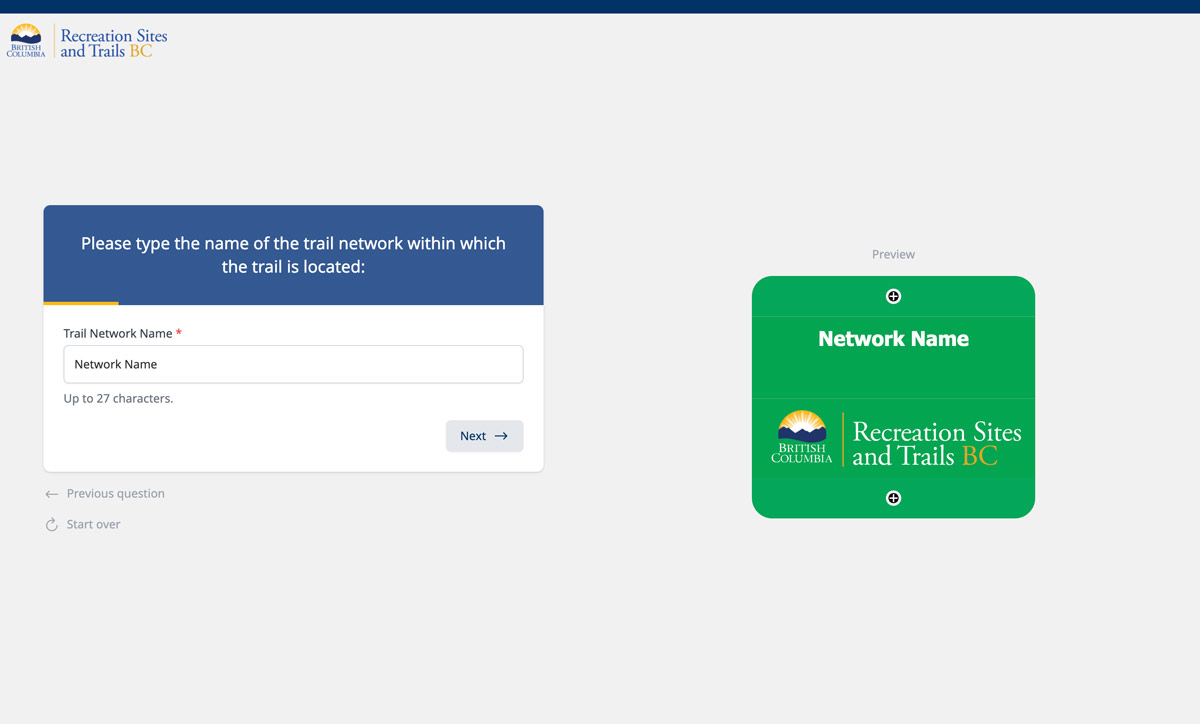 BRITISH
COLUMBIA
Recreation Sites
and Trails BC
Please type the name of the trail network within which
the trail is located:
Trail Network Name *
Network Name
Up to 27 characters.
Next →
← Previous question
Start over
Preview
Network Name
BRITISH
COLUMBIA
Recreation Sites
and Trails BC